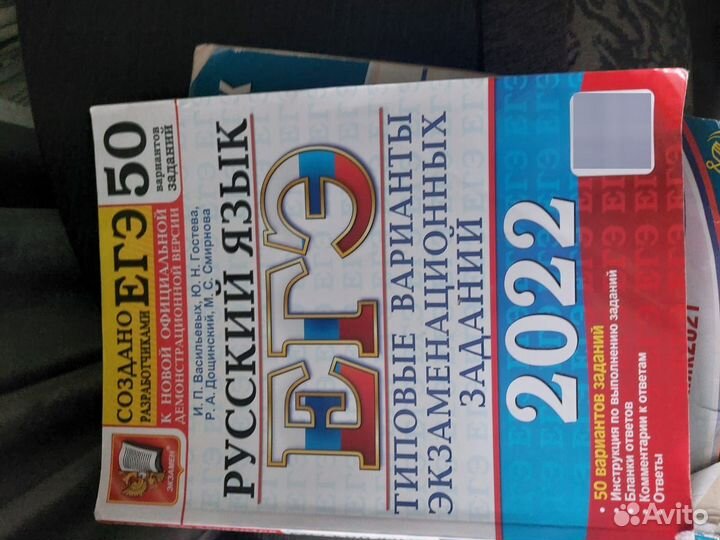 СОЗДАНО
РАЗРАБОТЧИКАМИ
ЕГЭ
50
вариантов
заданий
К НОВОЙ ОФИЦИАЛЬНОЙ
ДЕМОНСТРАЦИОННОЙ ВЕРСИИ
ЭКЗАМЕН
И. П. Васильевых, Ю. Н. Гостева,
Р. А. Дощинский, М. С. Смирнова
РУССКИЙ ЯЗЫК
ЕГЭ
ТИПОВЫЕ ВАРИАНТЫ
ЭКЗАМЕНАЦИОННЫХ
ЗАДАНИЙ
2022
• 50 вариантов заданий
• Инструкция по выполнению заданий
• Бланки ответов
• Комментарии к ответам
• Ответы
Avito